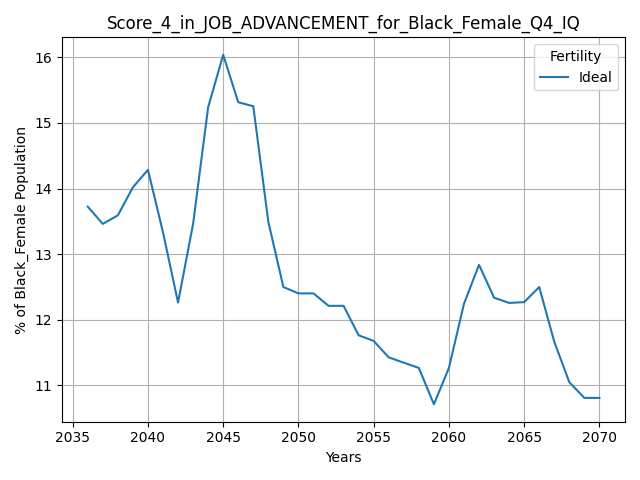 Score_4_in_JOB_ADVANCEMENT_for_Black_Female_Q4_IQ
Fertility
Ideal
% of Black_Female Population
16
15
14
13
12
11
2035 2040 2045 2050 2055 2060 2065 2070
Years